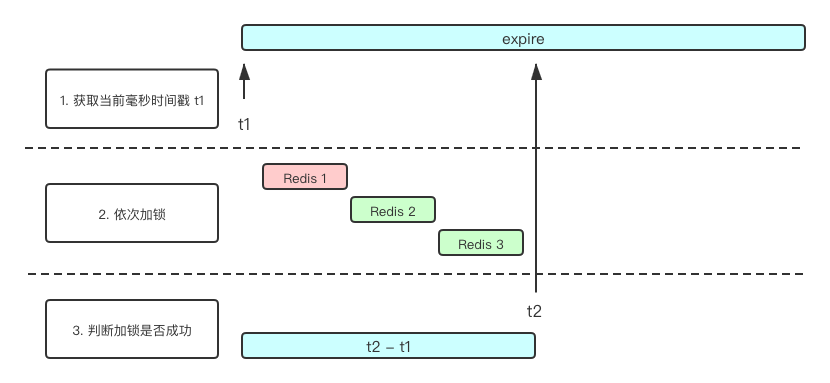 expire
1. 获取当前毫秒时间戳 t1
t1
Redis 1
2. 依次加锁
Redis 2
Redis 3
t2
3. 判断加锁是否成功
t2 - t1